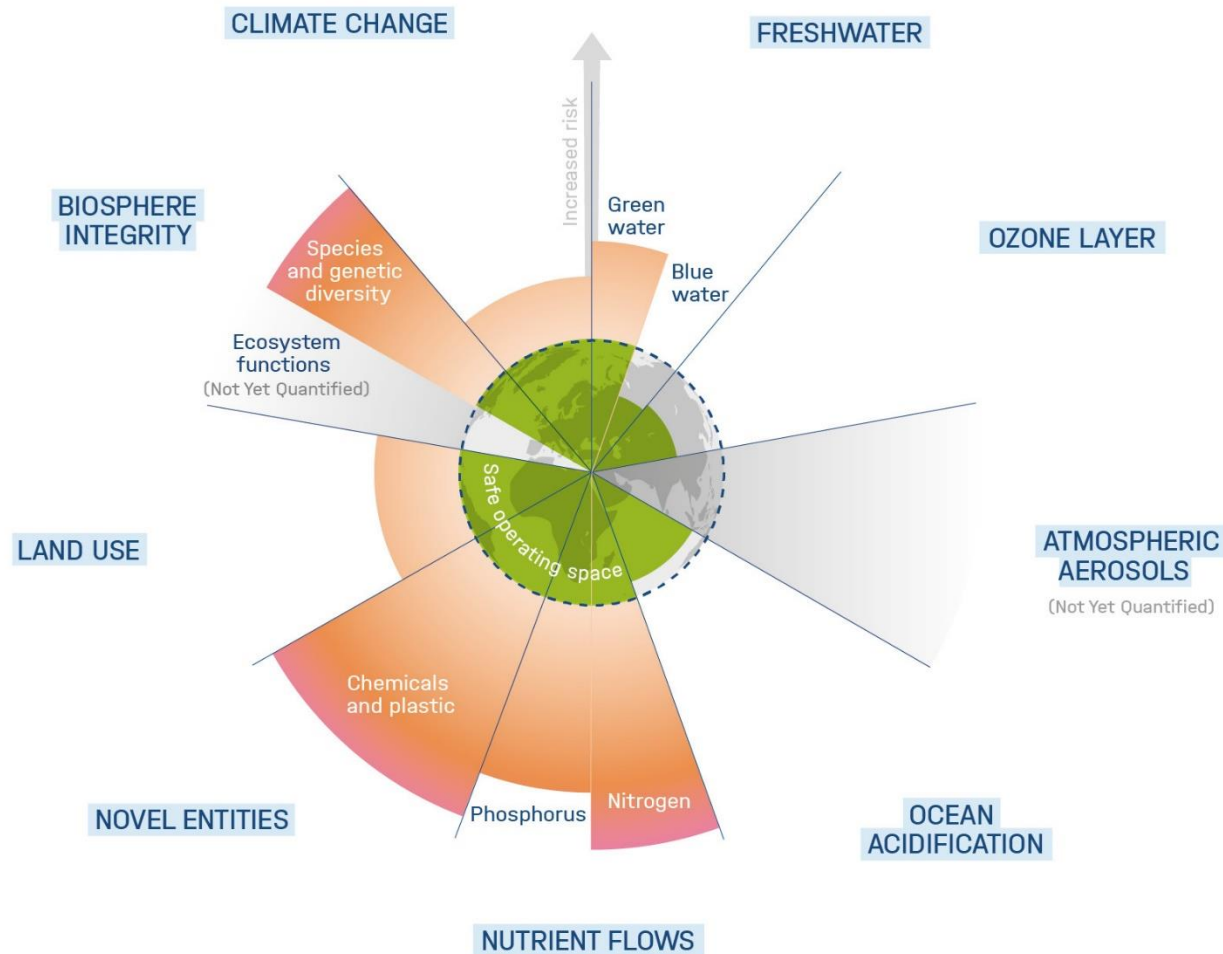 CLIMATE CHANGE
FRESHWATER
Increased risk
Green
water
Blue
water
BIOSPHERE
INTEGRITY
Species
and genetic
diversity
OZONE LAYER
Ecosystem
functions
(Not Yet Quantified)
Safe operating space
LAND USE
ATMOSPHERIC
AEROSOLS
(Not Yet Quantified)
Chemicals
and plastic
NOVEL ENTITIES
Phosphorus
Nitrogen
OCEAN
ACIDIFICATION
NUTRIENT FLOWS